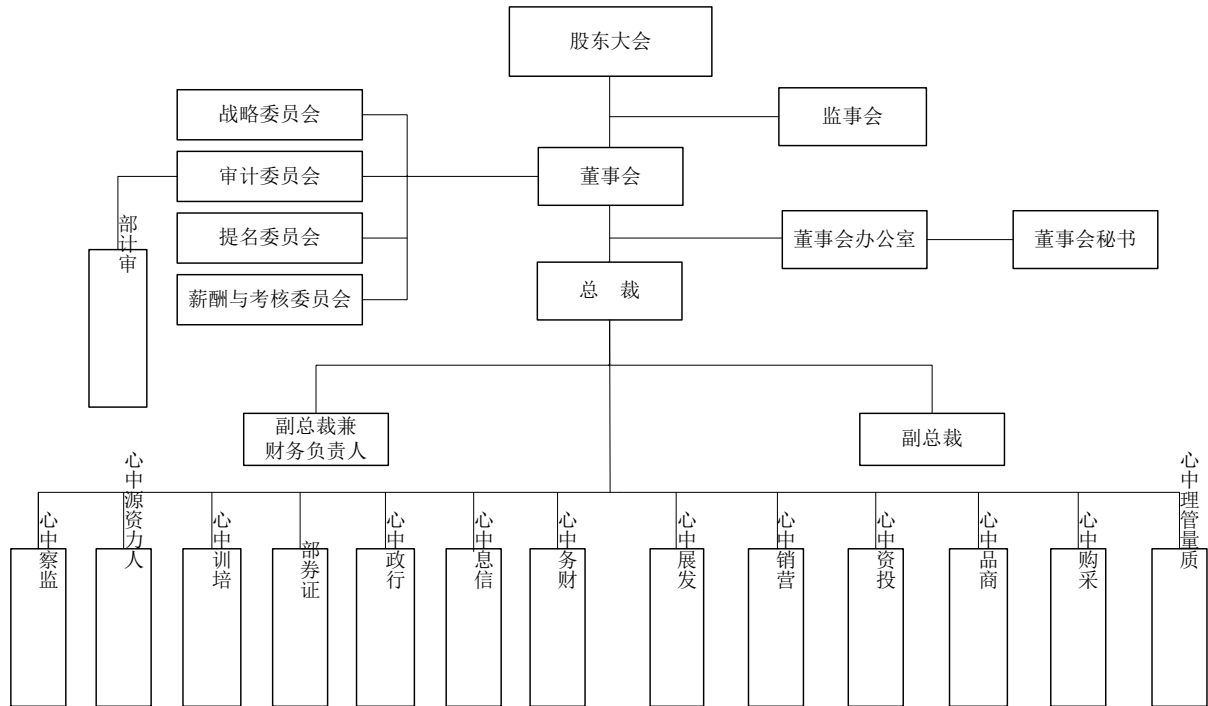 股东大会
战略委员会
监事会
审计委员会
董事会
部计审
提名委员会
董事会办公室
董事会秘书
薪酬与考核委员会
总 裁
副总裁兼
财务负责人
副总裁
心中察监
心中源资力人
心中训培
部券证
心中政行
心中息信
心中务财
心中展发
心中销营
心中资投
心中品商
心中购采
心中理管量质